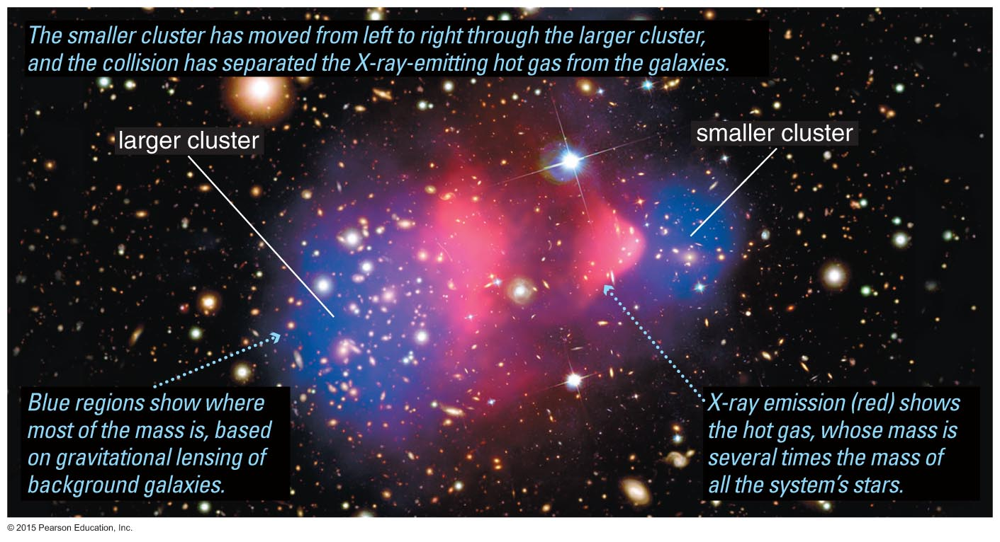 The smaller cluster has moved from left to right through the larger cluster,
and the collision has separated the X-ray-emitting hot gas from the galaxies.
larger cluster
smaller cluster
Blue regions show where
most of the mass is, based
on gravitational lensing of
background galaxies.
X-ray emission (red) shows
the hot gas, whose mass is
several times the mass of
all the system’s stars.
© 2015 Pearson Education, Inc.